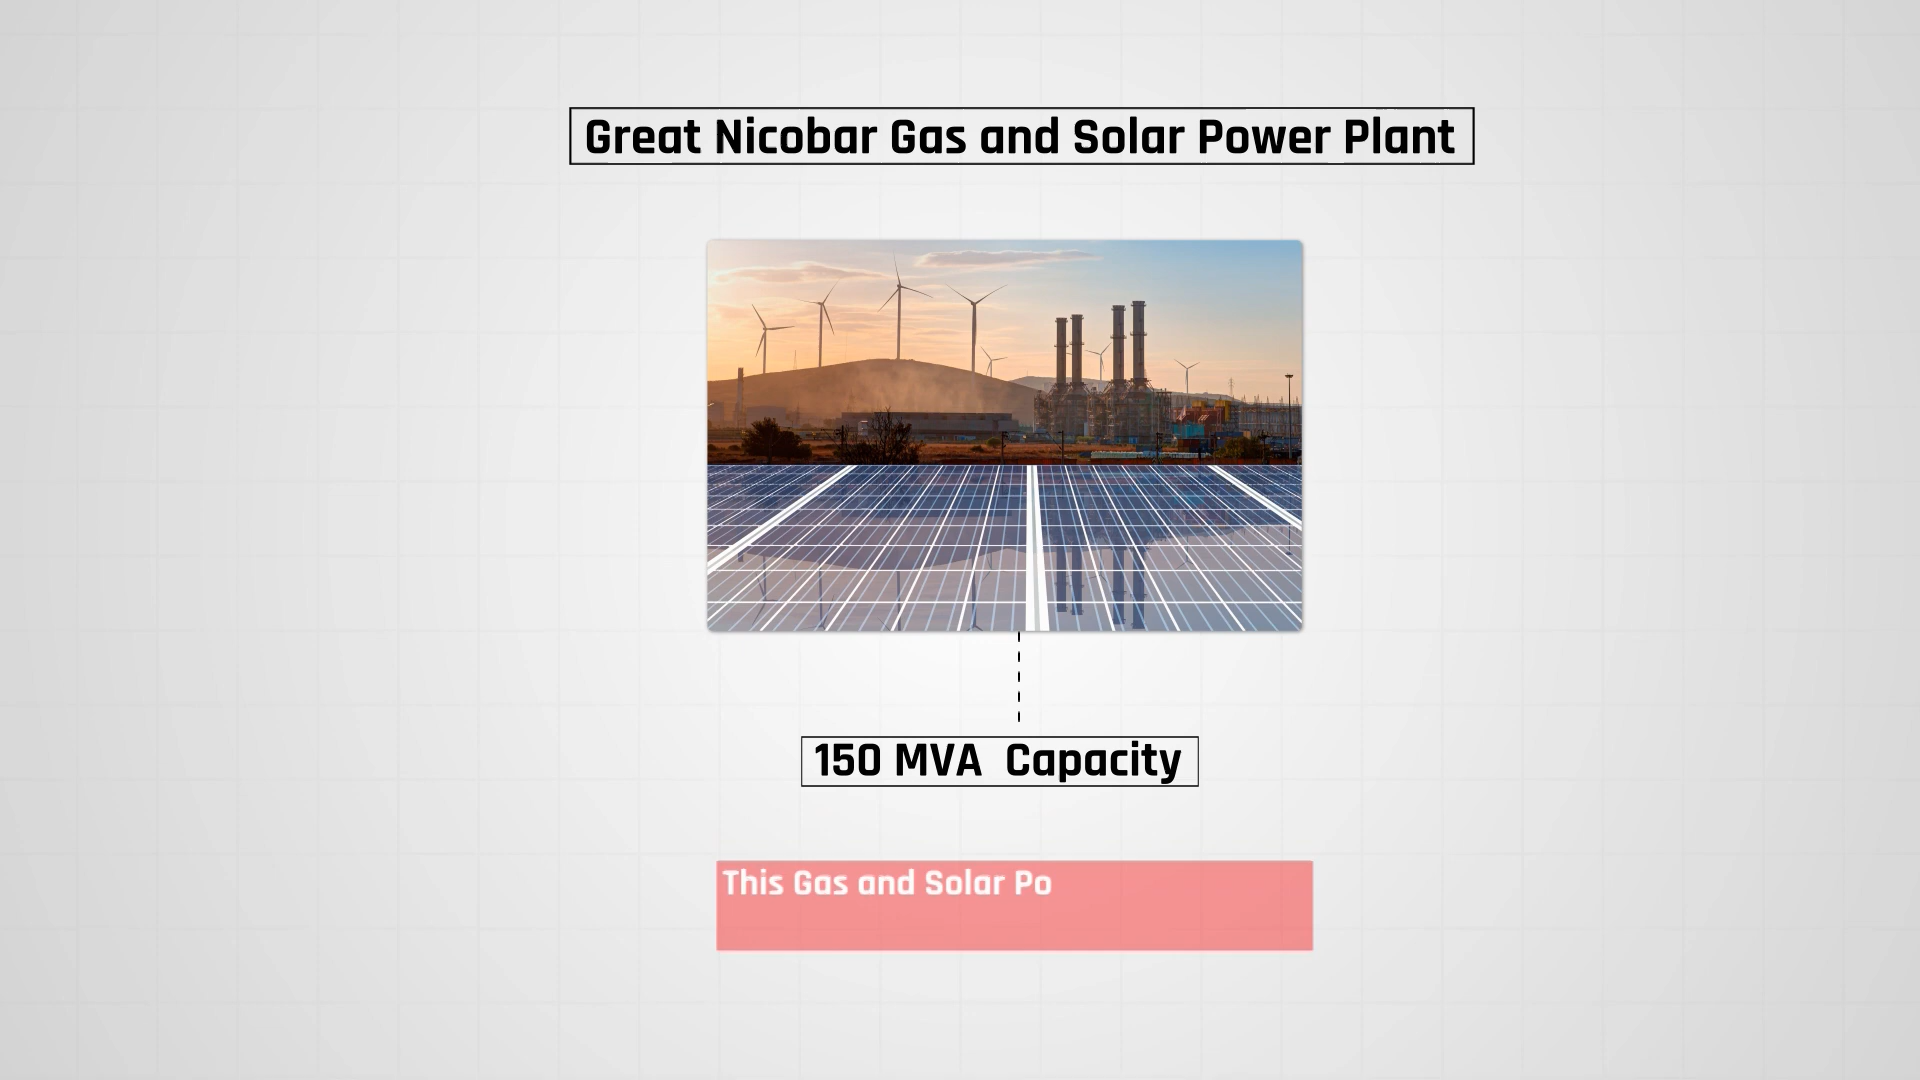 Great Nicobar Gas and Solar Power Plant
150 MVA  Capacity
This Gas and Solar Po